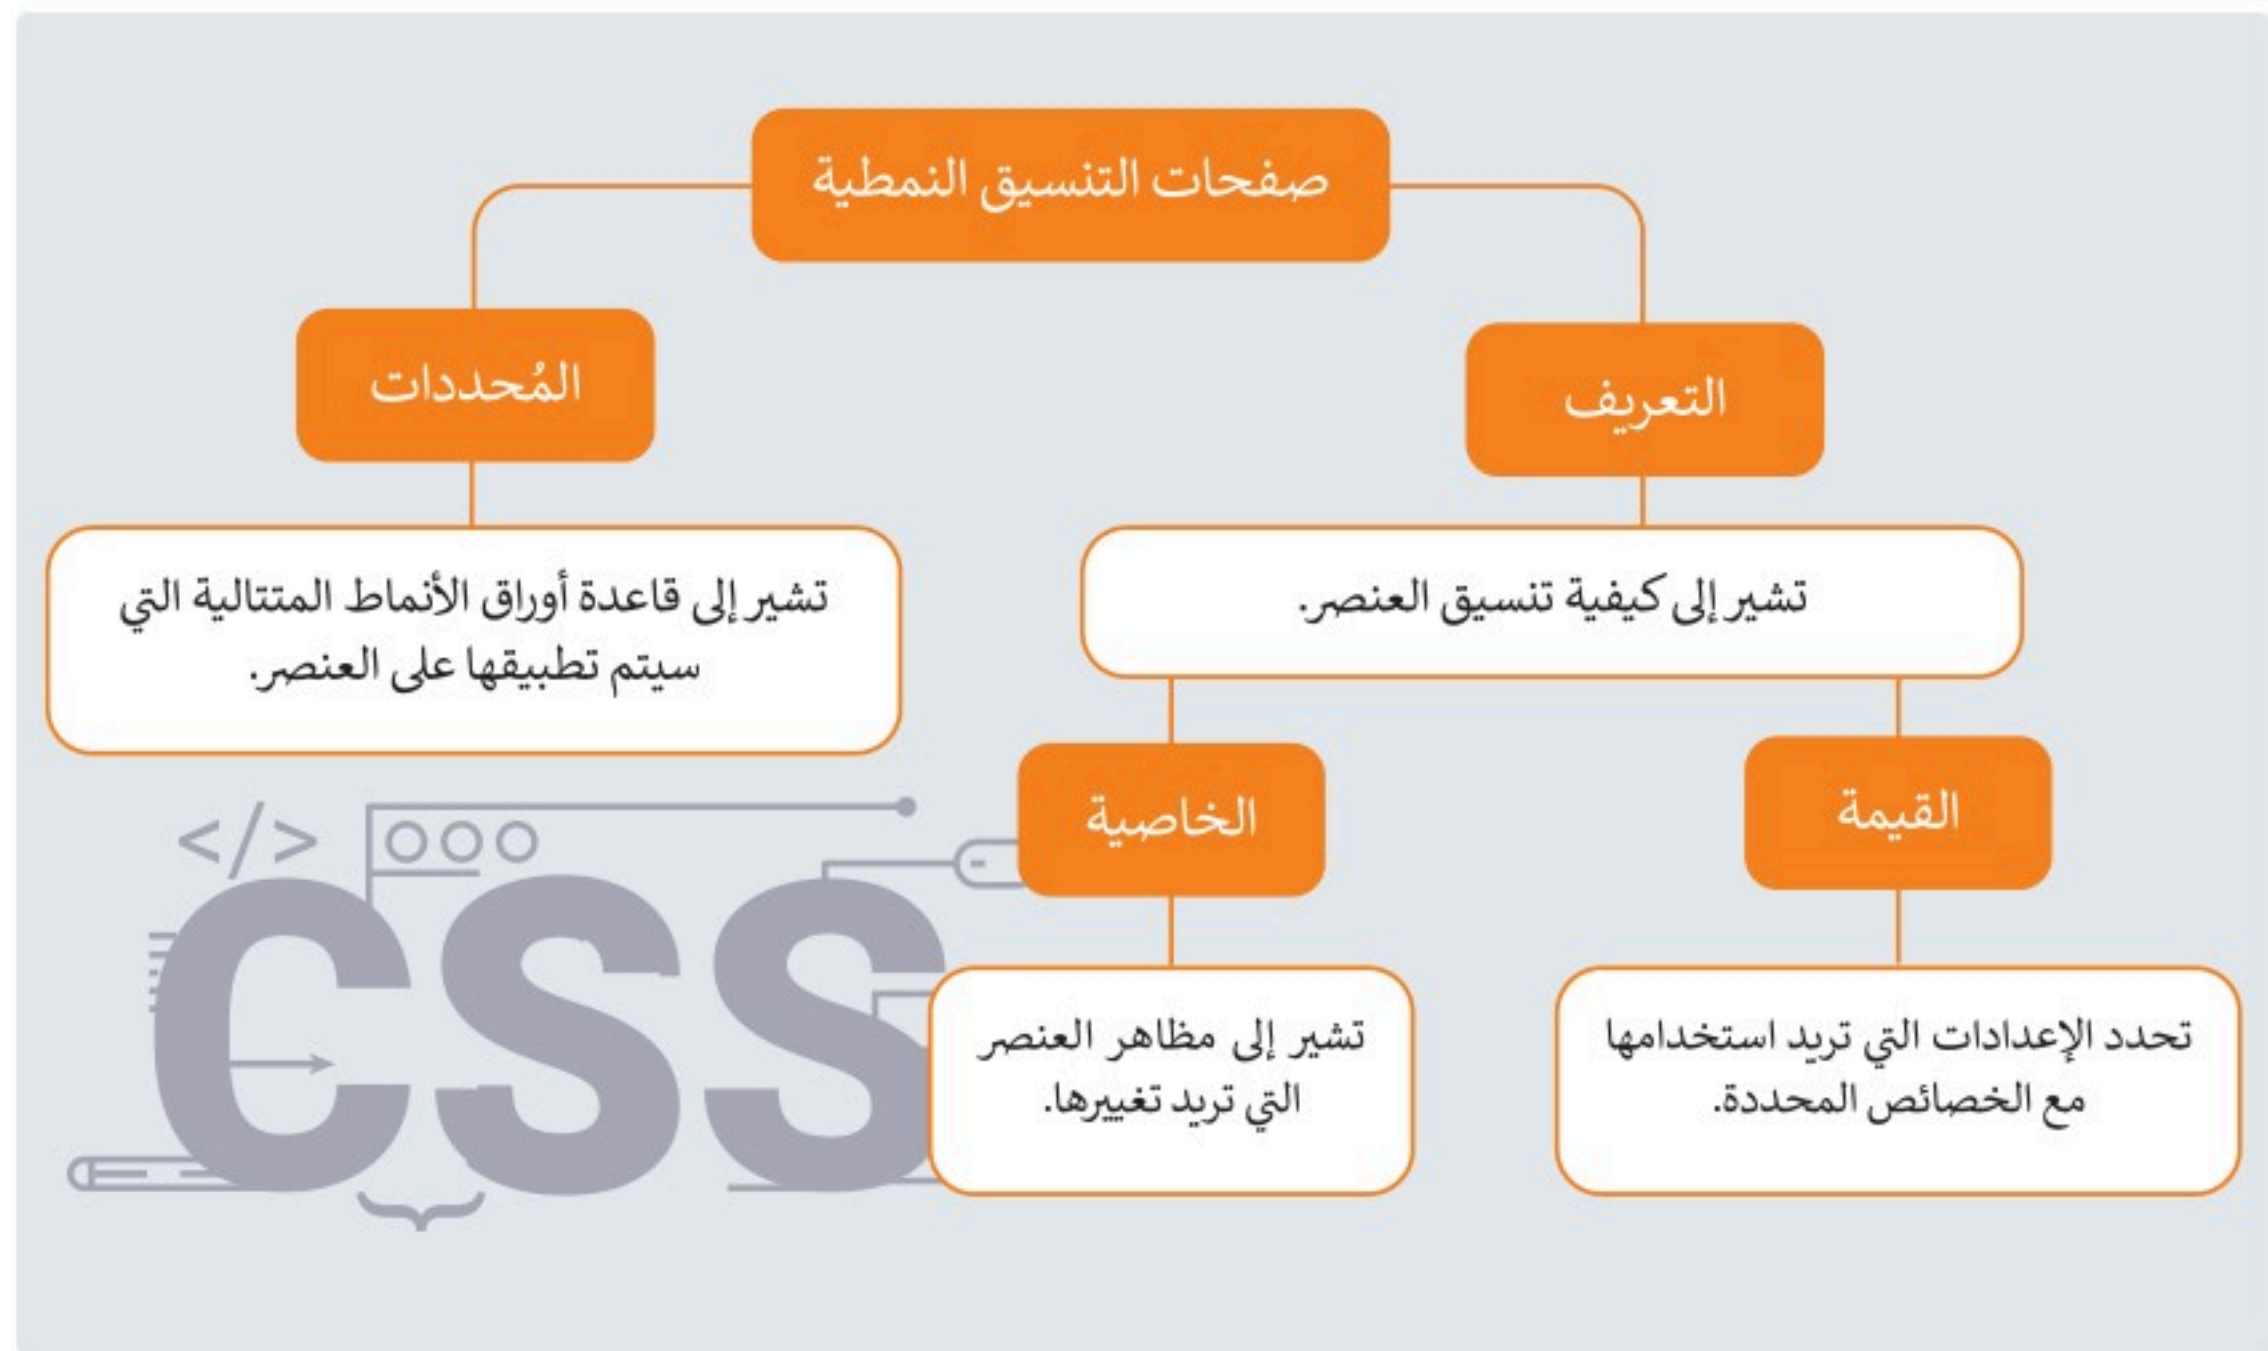 صفحات التنسيق النمطية
التعريف
المُحددات
تشير إلى كيفية تنسيق العنصر.
تشير إلى قاعدة أوراق الأنماط المتتالية التي
سيتم تطبيقها على العنصر.
القيمة
الخاصية
تحدد الإعدادات التي تريد استخدامها
مع الخصائص المحددة.
تشير إلى مظاهر العنصر
التي تريد تغييرها.
</>
CSS